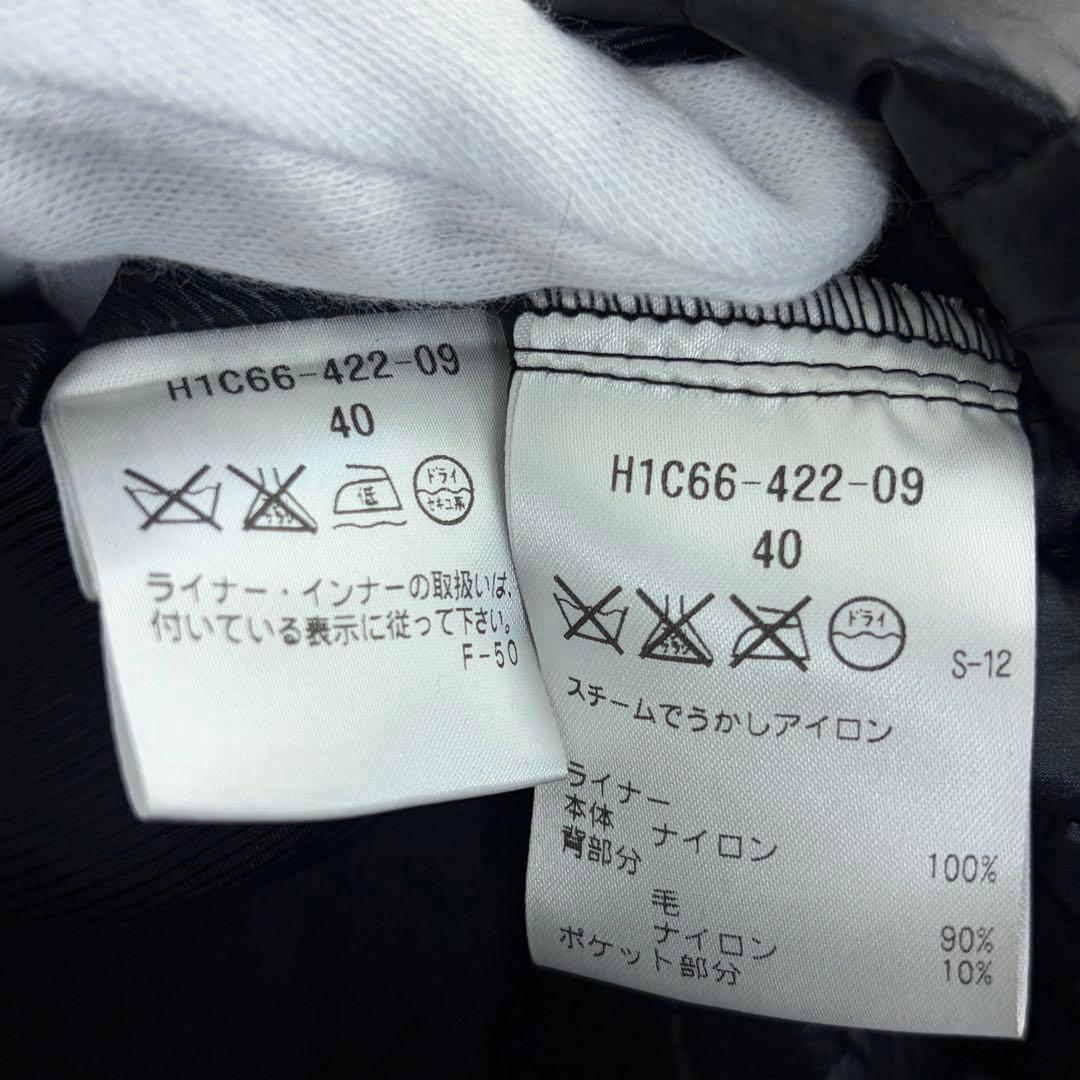 H1C66-422-09
40
低
ドライ
セキユ系
ライナー・インナーの取扱いは、
付いている表示に従って下さい。
F-50
H1C66-422-09
40
ドライ
S-12
スチームでうかしアイロン
ライナー
本体 ナイロン 100%
背部分
毛 90%
ナイロン 10%
ポケット部分